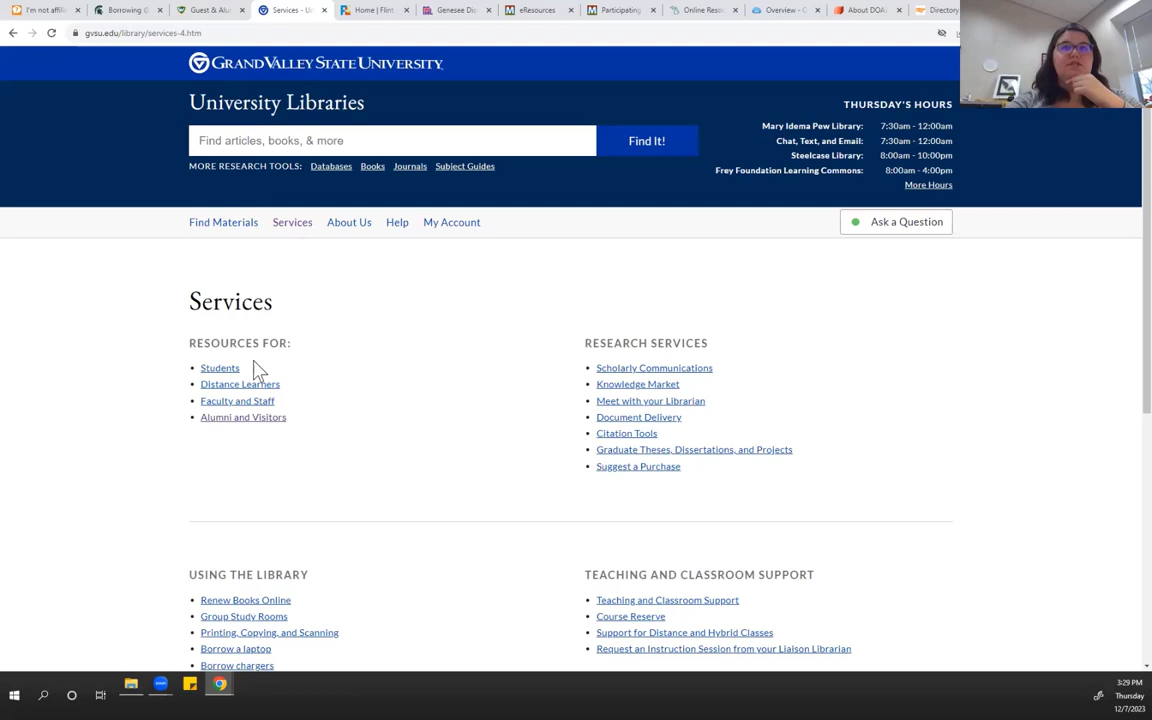 I'm not affilia
Borrowing G
Guest & Alu
Services - Un
Home | Flint
Genesee Dis
eResources
Participating
Online Resou
Overview - O
About DOA
Directory
gvsu.edu/library/services-4.htm
GRAND VALLEY STATE UNIVERSITY
University Libraries
Find articles, books, & more
Find It!
MORE RESEARCH TOOLS: Databases Books Journals Subject Guides
THURSDAY'S HOURS
Mary Idema Pew Library: 7:30am - 12:00am
Chat, Text, and Email: 7:30am - 12:00am
Steelcase Library: 8:00am - 10:00pm
Frey Foundation Learning Commons: 8:00am - 4:00pm
More Hours
Find Materials Services About Us Help My Account
Ask a Question
Services
RESOURCES FOR:
Students
Distance Learners
Faculty and Staff
Alumni and Visitors
RESEARCH SERVICES
Scholarly Communications
Knowledge Market
Meet with your Librarian
Document Delivery
Citation Tools
Graduate Theses, Dissertations, and Projects
Suggest a Purchase
USING THE LIBRARY
Renew Books Online
Group Study Rooms
Printing, Copying, and Scanning
Borrow a laptop
Borrow chargers
TEACHING AND CLASSROOM SUPPORT
Teaching and Classroom Support
Course Reserve
Support for Distance and Hybrid Classes
Request an Instruction Session from your Liaison Librarian
3:29 PM
Thursday
12/7/2023